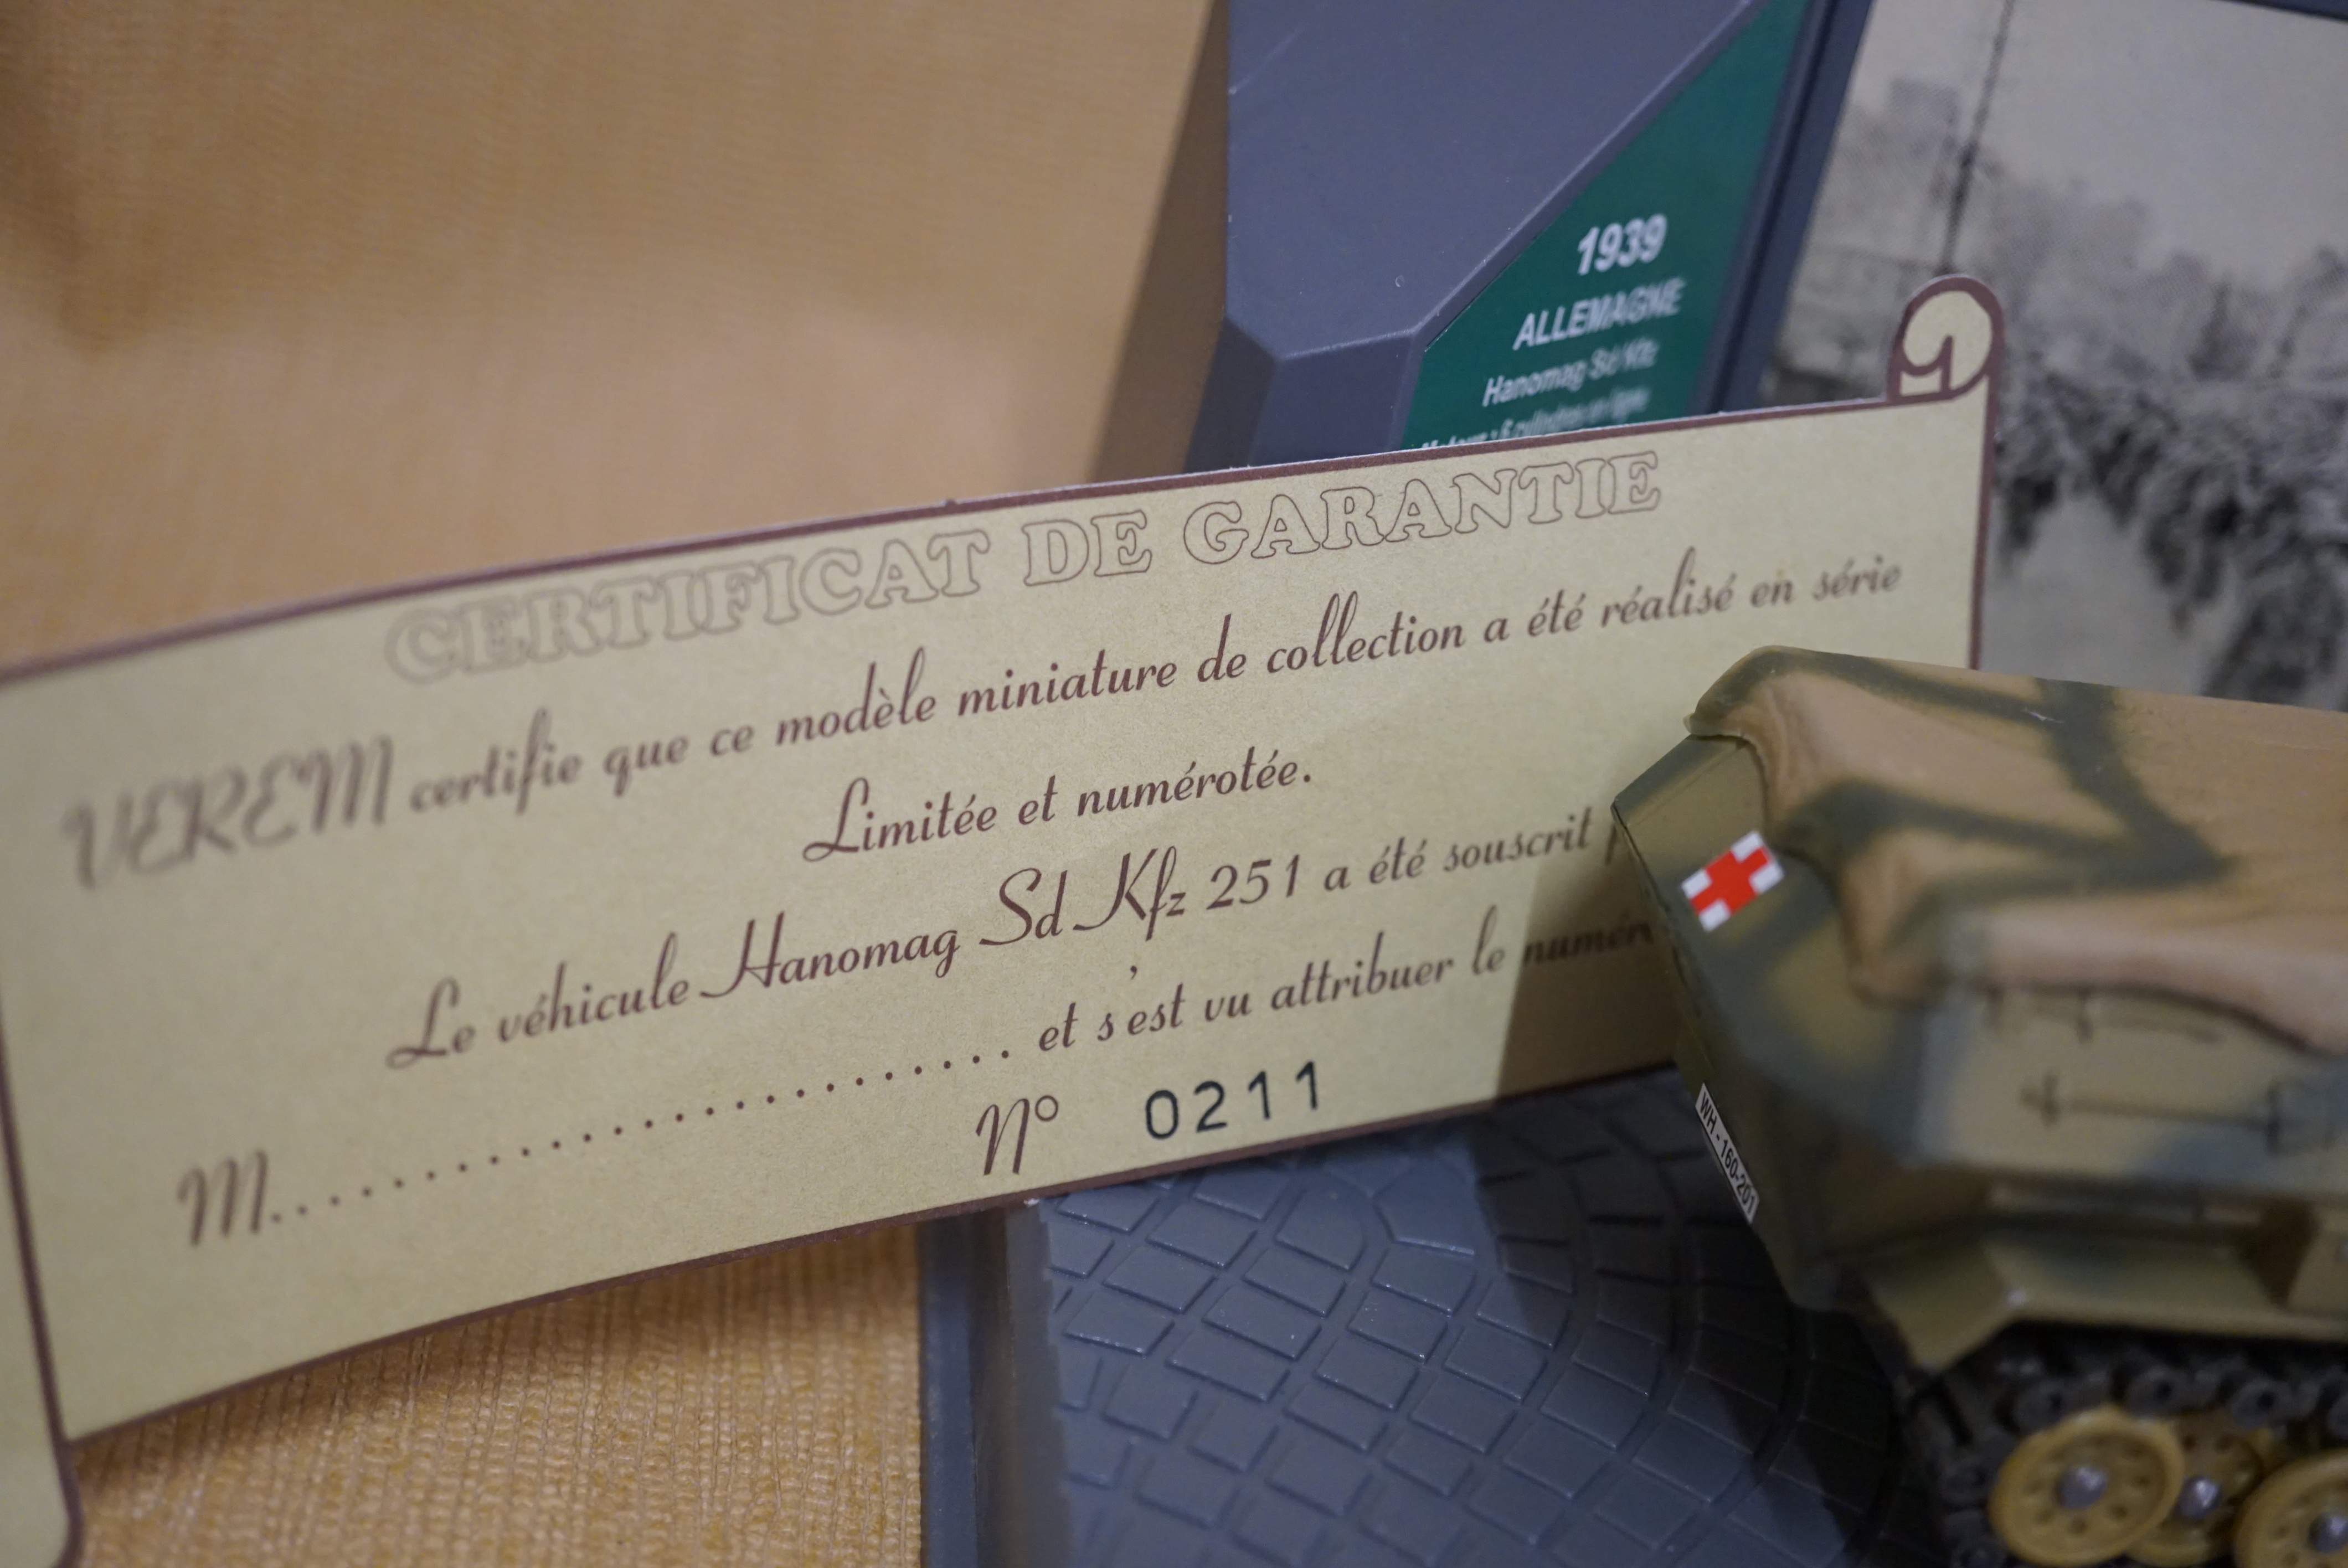 1939
ALLEMAGNE
Hanomag Sd Kfz
CERTIFICAT DE GARANTIE
VEREM certifie que ce modèle miniature de collection a été réalisé en série
Limitée et numérotée.
Le véhicule Hanomag Sd Kfz 251 a été souscrit
M.............................. et s'est vu attribuer le numér
N° 0211
WH-160-201